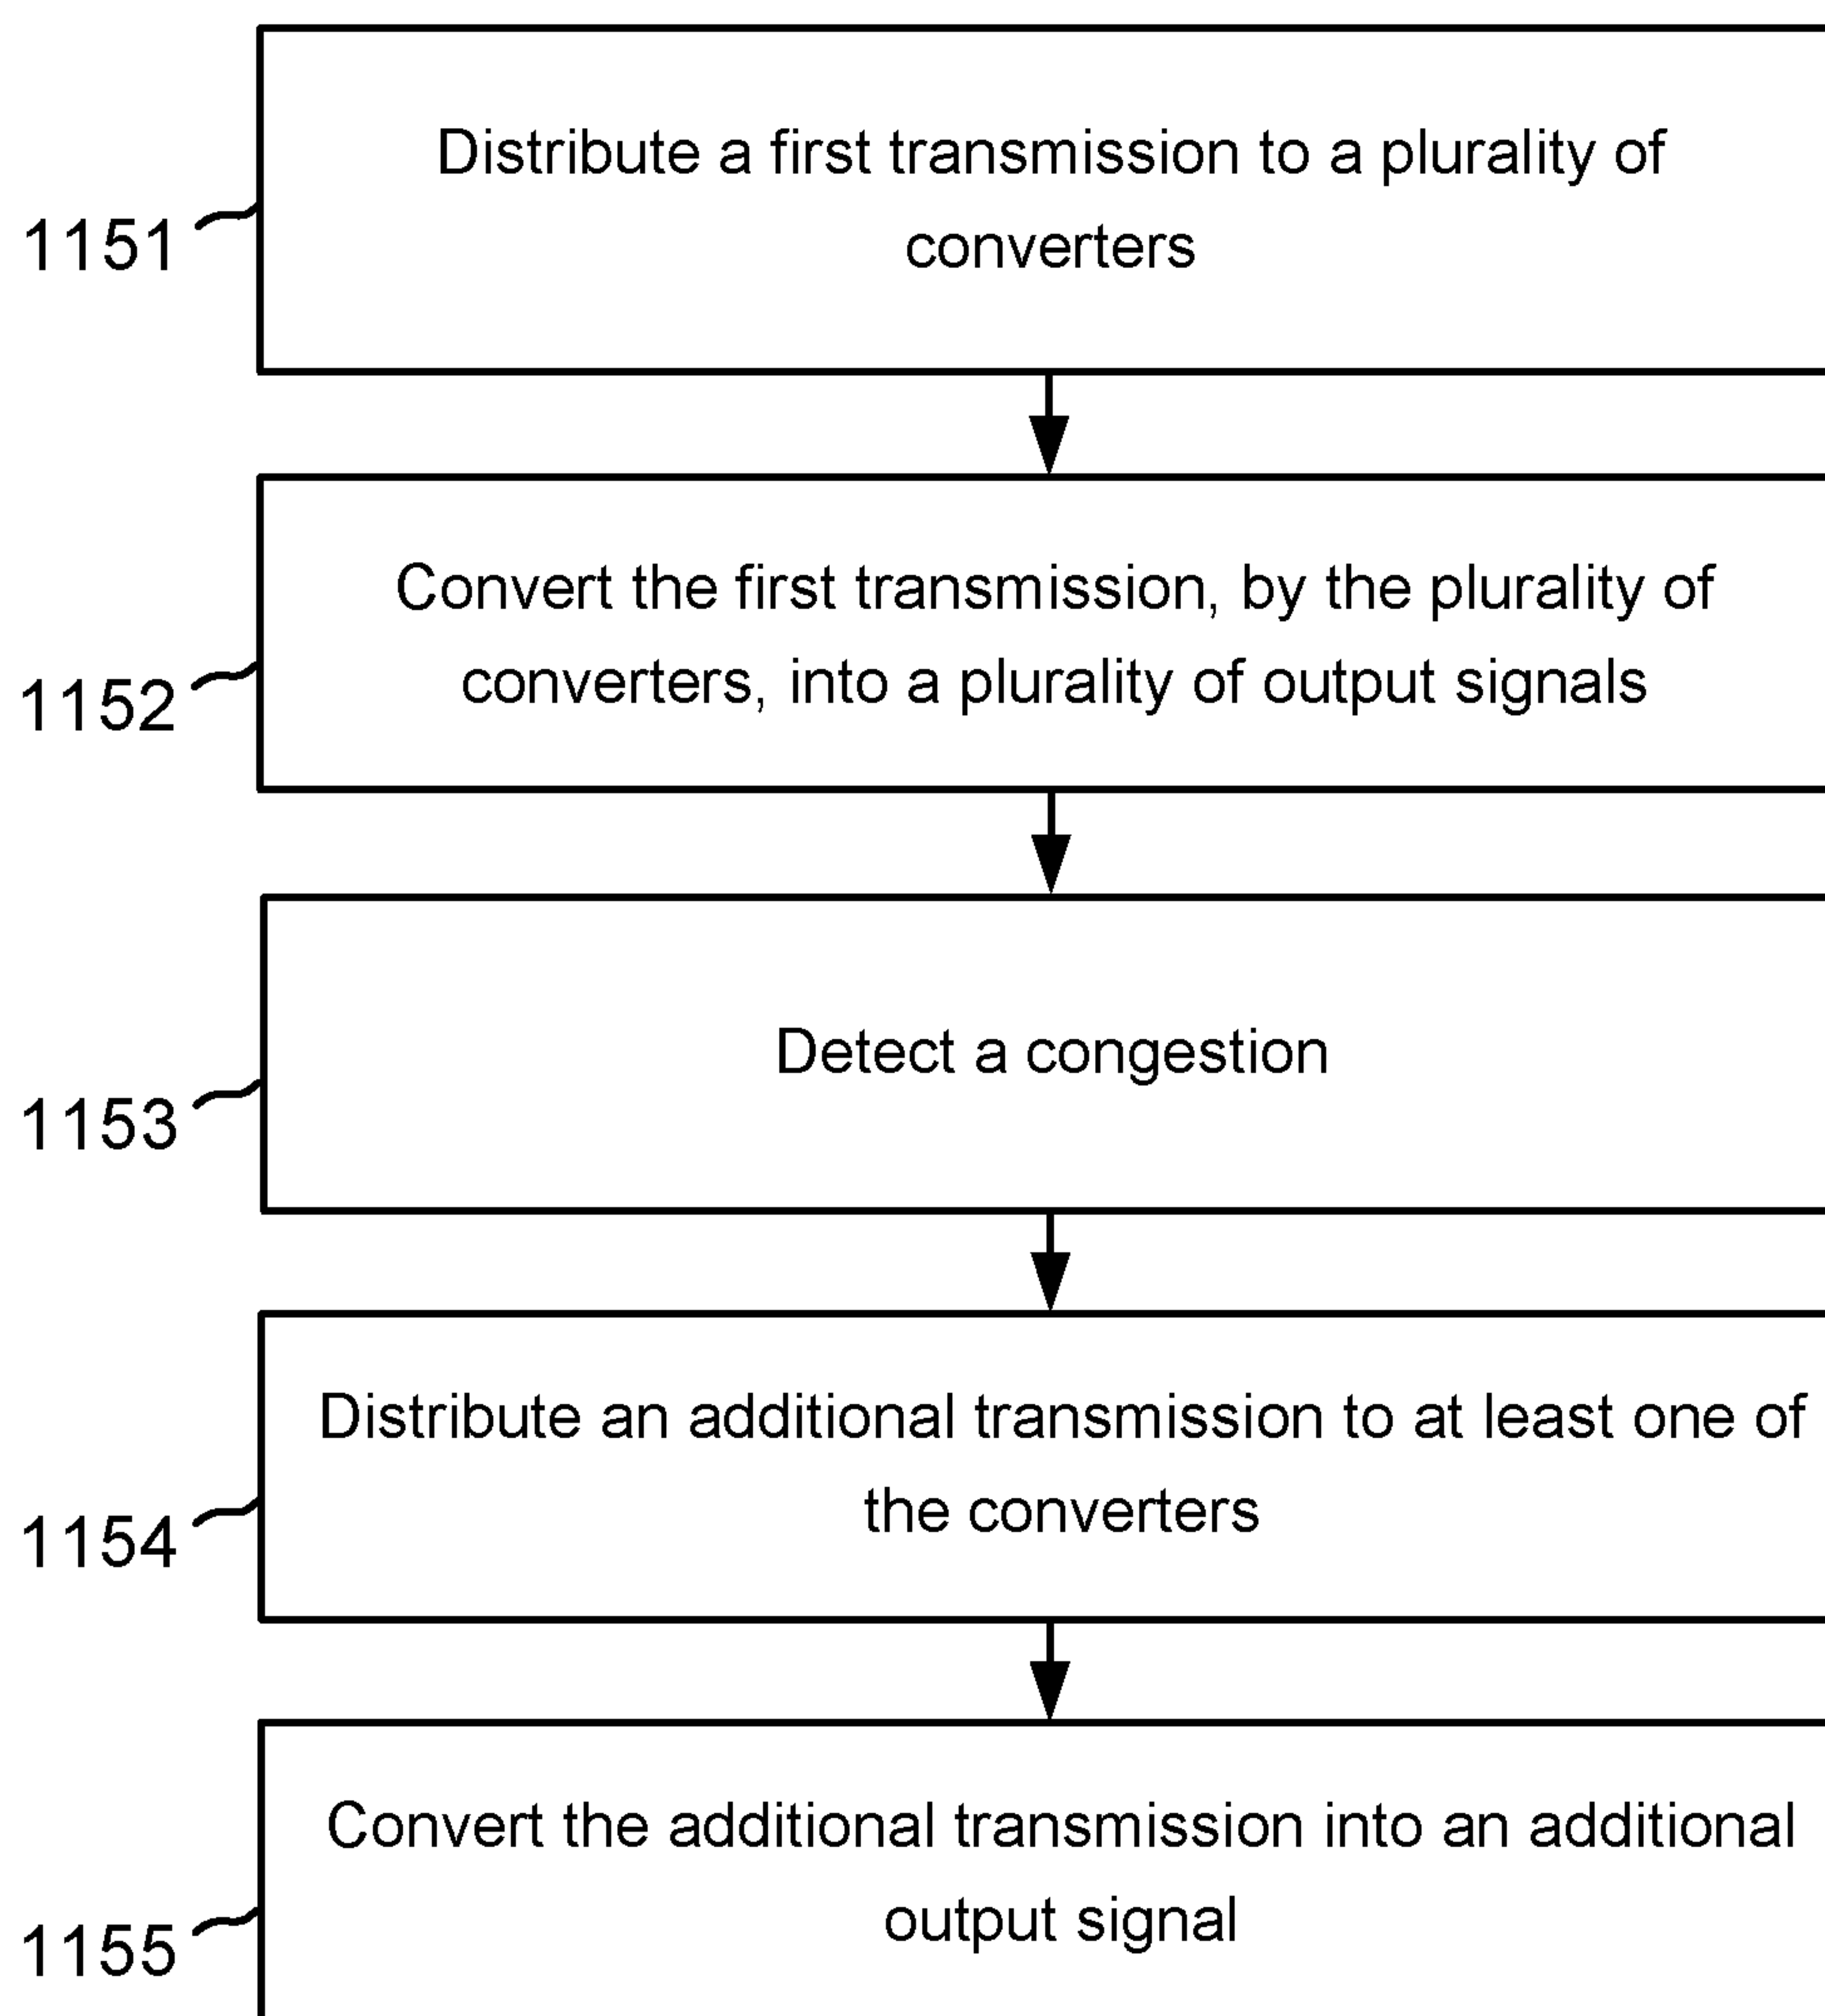 Distribute a first transmission to a plurality of
converters
1151
Convert the first transmission, by the plurality of
converters, into a plurality of output signals
1152
Detect a congestion
1153
Distribute an additional transmission to at least one of
the converters
1154
Convert the additional transmission into an additional
output signal
1155